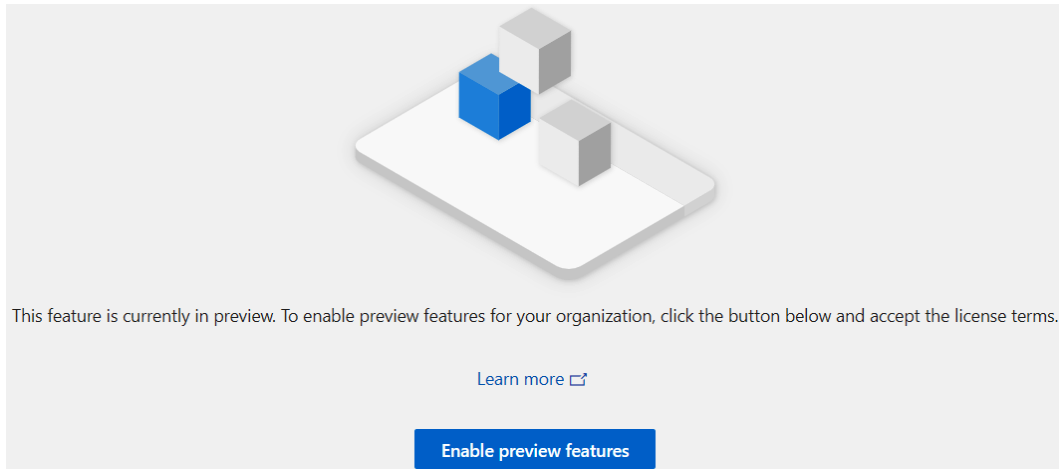 This feature is currently in preview. To enable preview features for your organization, click the button below and accept the license terms.
Learn more
Enable preview features